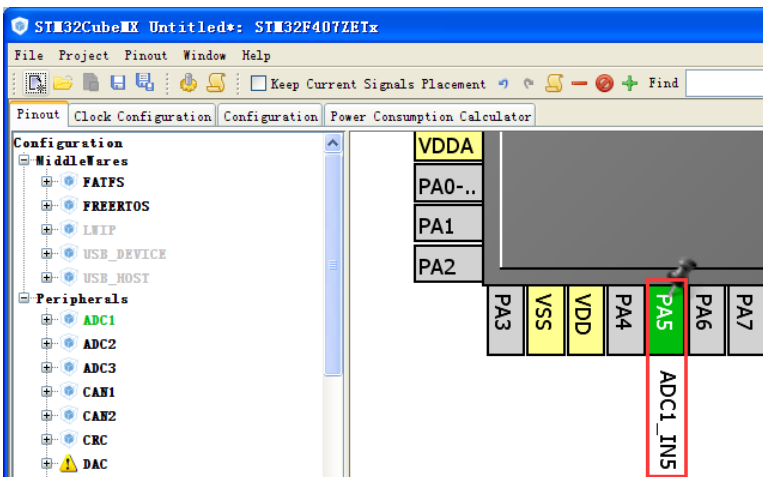 STM32CubeMX Untitled*: STM32F407ZETx
File Project Pinout Window Help
Keep Current Signals Placement Find
Pinout Clock Configuration Configuration Power Consumption Calculator
Configuration
MiddleWares
FATFS
FREERTOS
LWIP
USB_DEVICE
USB_HOST
Peripherals
ADC1
ADC2
ADC3
CAN1
CAN2
CRC
DAC
VDDA
PA0-..
PA1
PA2
PA3
VSS
VDD
PA4
PA5
PA6
PA7
ADC1_IN5